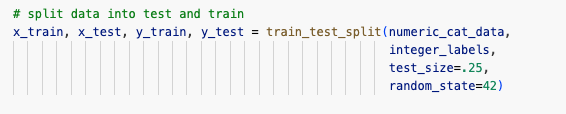 # split data into test and train
x_train, x_test, y_train, y_test = train_test_split(numeric_cat_data,
integer_labels,
test_size=.25,
random_state=42)